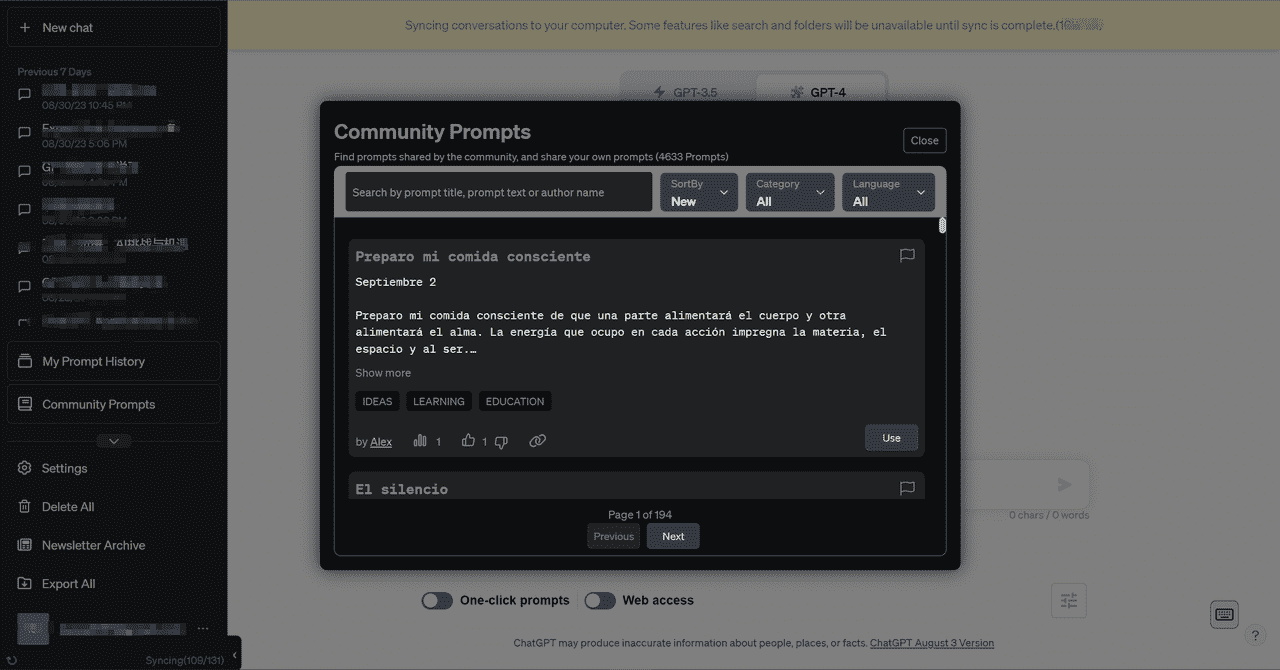 New chat
Syncing conversations to your computer. Some features like search and folders will be unavailable until sync is complete.
Previous 7 Days
08/30/23 10:45 PM
08/30/23 5:06 PM
GPT-3.5
GPT-4
Community Prompts
Close
Find prompts shared by the community, and share your own prompts (4633 Prompts)
Search by prompt title, prompt text or author name
SortBy
New
Category
All
Language
All
Preparo mi comida consciente
Septiembre 2
Preparo mi comida consciente de que una parte alimentará el cuerpo y otra
alimentará el alma. La energía que ocupo en cada acción impregna la materia, el
espacio y al ser.…
Show more
IDEAS LEARNING EDUCATION
by Alex 1 1
Use
El silencio
Page 1 of 194
Previous Next
My Prompt History
Community Prompts
Settings
Delete All
Newsletter Archive
Export All
Syncing(109/131)
0 chars / 0 words
One-click prompts Web access
ChatGPT may produce inaccurate information about people, places, or facts. ChatGPT August 3 Version
?